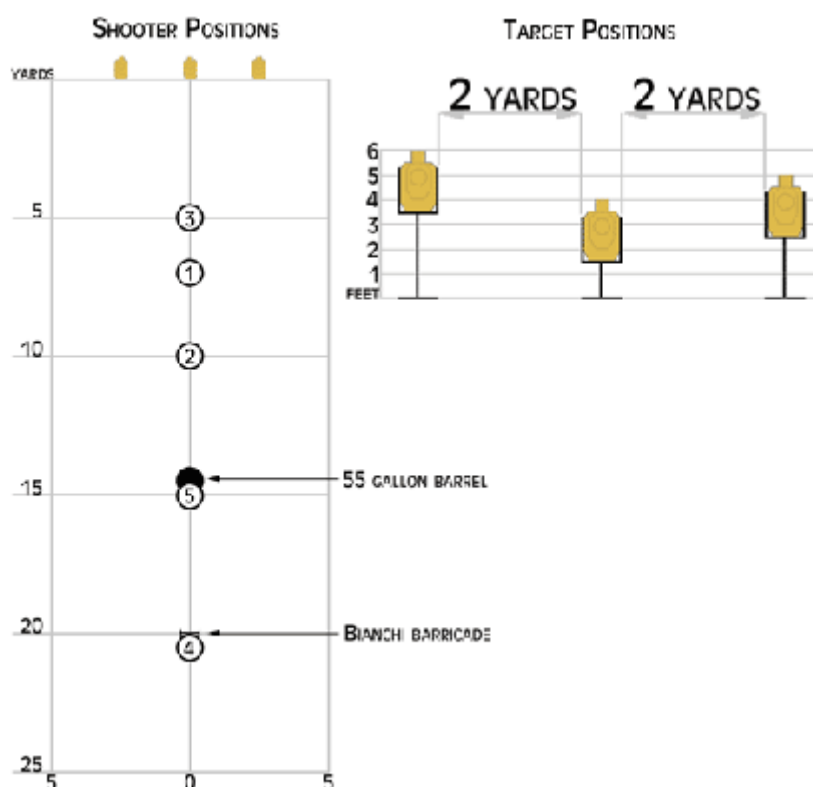 Shooter Positions
Target Positions
YARDS
2 YARDS
2 YARDS
6
5
4
3
2
1
FEET
5
3
1
10
2
55 GALLON BARREL
15
5
20
BIANCHI BARRICADE
4
25
5
0
5